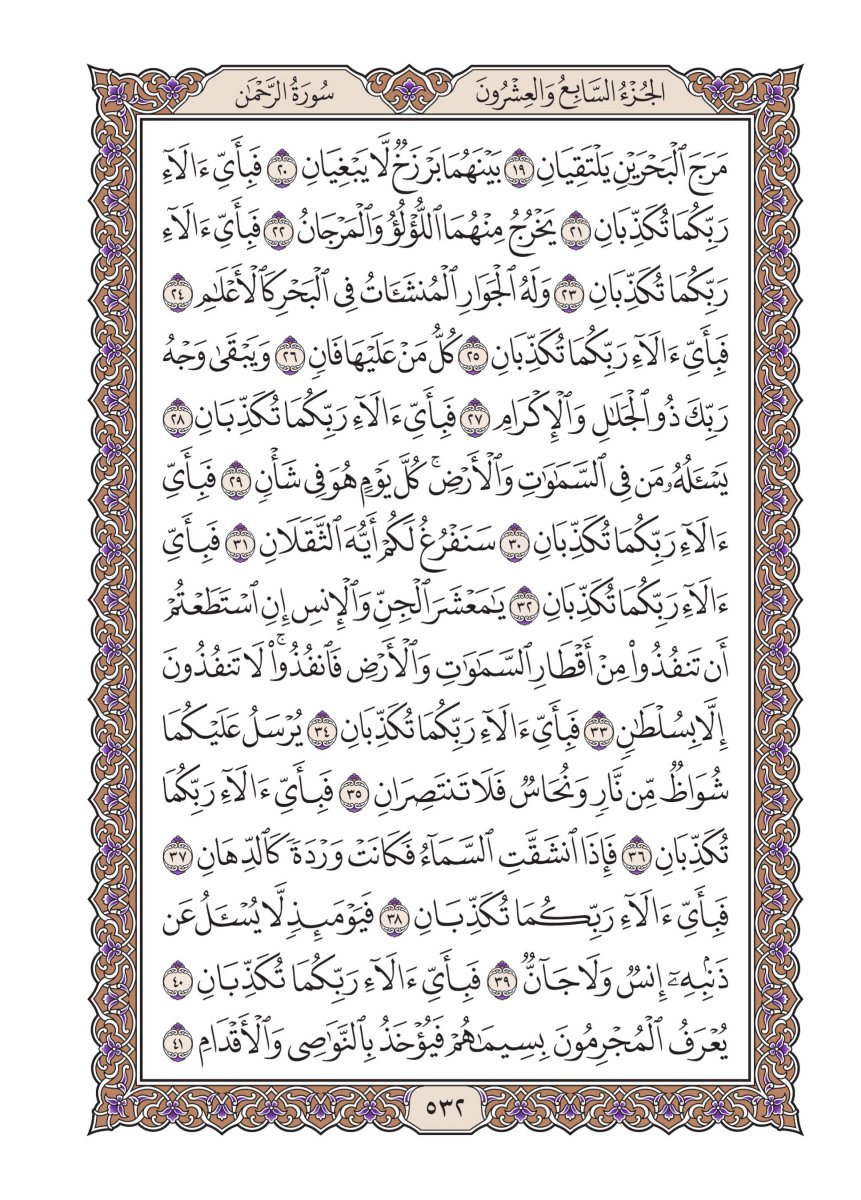 الجُزْءُ السَّابِعُ وَالعِشْرُونَ
سُورَةُ الرَّحْمٰن
مَرَجَ ٱلْبَحْرَيْنِ يَلْتَقِيَانِ ١٩ بَيْنَهُمَا بَرْزَخٌ لَّا يَبْغِيَانِ ٢٠ فَبِأَيِّ ءَالَآءِ
رَبِّكُمَا تُكَذِّبَانِ ٢١ يَخْرُجُ مِنْهُمَا ٱللُّؤْلُؤُ وَٱلْمَرْجَانُ ٢٢ فَبِأَيِّ ءَالَآءِ
رَبِّكُمَا تُكَذِّبَانِ ٢٣ وَلَهُ ٱلْجَوَارِ ٱلْمُنشَـَٔاتُ فِى ٱلْبَحْرِ كَٱلْأَعْلَٰمِ ٢٤
فَبِأَيِّ ءَالَآءِ رَبِّكُمَا تُكَذِّبَانِ ٢٥ كُلُّ مَنْ عَلَيْهَا فَانٍ ٢٦ وَيَبْقَىٰ وَجْهُ
رَبِّكَ ذُو ٱلْجَلَٰلِ وَٱلْإِكْرَامِ ٢٧ فَبِأَيِّ ءَالَآءِ رَبِّكُمَا تُكَذِّبَانِ ٢٨
يَسْـَٔلُهُۥ مَن فِى ٱلسَّمَٰوَٰتِ وَٱلْأَرْضِ ۚ كُلَّ يَوْمٍ هُوَ فِى شَأْنٍ ٢٩ فَبِأَيِّ
ءَالَآءِ رَبِّكُمَا تُكَذِّبَانِ ٣٠ سَنَفْرُغُ لَكُمْ أَيُّهَ ٱلثَّقَلَانِ ٣١ فَبِأَيِّ
ءَالَآءِ رَبِّكُمَا تُكَذِّبَانِ ٣٢ يَٰمَعْشَرَ ٱلْجِنِّ وَٱلْإِنسِ إِنِ ٱسْتَطَعْتُمْ
أَن تَنفُذُوا۟ مِنْ أَقْطَارِ ٱلسَّمَٰوَٰتِ وَٱلْأَرْضِ فَٱنفُذُوا۟ ۚ لَا تَنفُذُونَ
إِلَّا بِسُلْطَٰنٍ ٣٣ فَبِأَيِّ ءَالَآءِ رَبِّكُمَا تُكَذِّبَانِ ٣٤ يُرْسَلُ عَلَيْكُمَا
شُوَاظٌ مِّن نَّارٍ وَنُحَاسٌ فَلَا تَنتَصِرَانِ ٣٥ فَبِأَيِّ ءَالَآءِ رَبِّكُمَا
تُكَذِّبَانِ ٣٦ فَإِذَا ٱنشَقَّتِ ٱلسَّمَآءُ فَكَانَتْ وَرْدَةً كَٱلدِّهَانِ ٣٧
فَبِأَيِّ ءَالَآءِ رَبِّكُمَا تُكَذِّبَانِ ٣٨ فَيَوْمَئِذٍ لَّا يُسْـَٔلُ عَن
ذَنۢبِهِۦٓ إِنسٌ وَلَا جَآنٌّ ٣٩ فَبِأَيِّ ءَالَآءِ رَبِّكُمَا تُكَذِّبَانِ ٤٠
يُعْرَفُ ٱلْمُجْرِمُونَ بِسِيمَٰهُمْ فَيُؤْخَذُ بِٱلنَّوَٰصِى وَٱلْأَقْدَامِ ٤١
٥٣٢